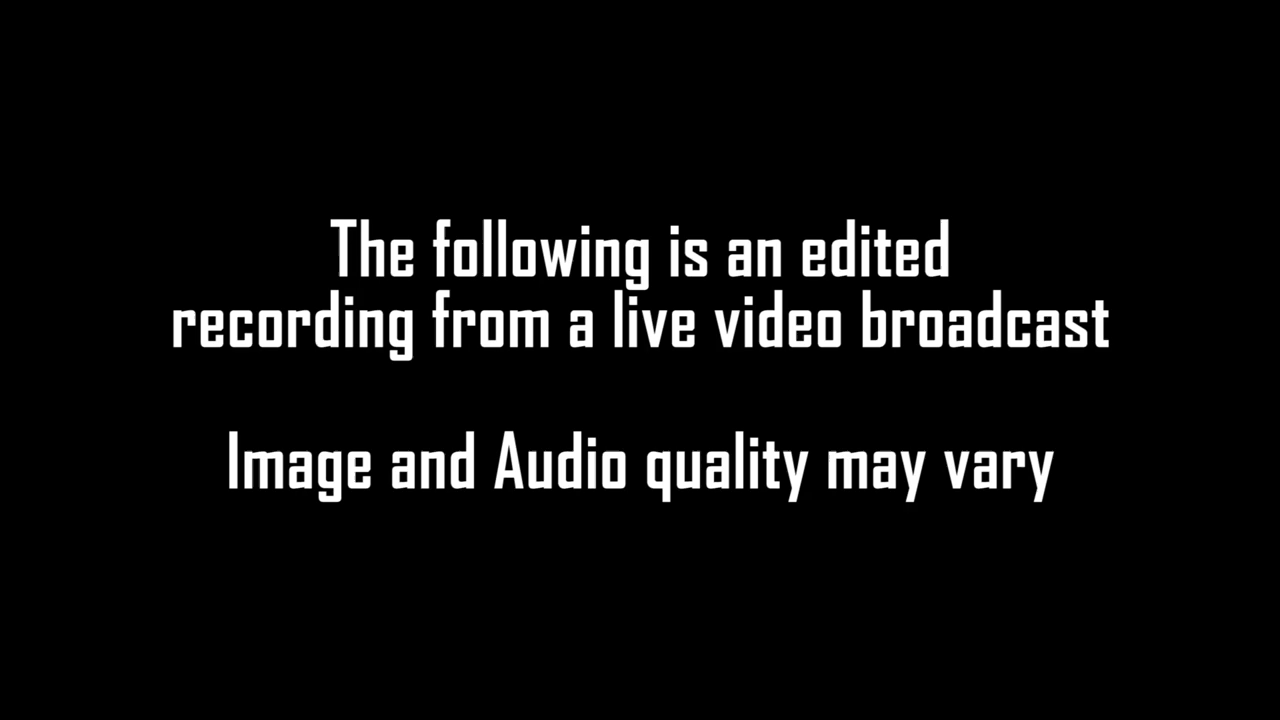 The following is an edited
recording from a live video broadcast
Image and Audio quality may vary